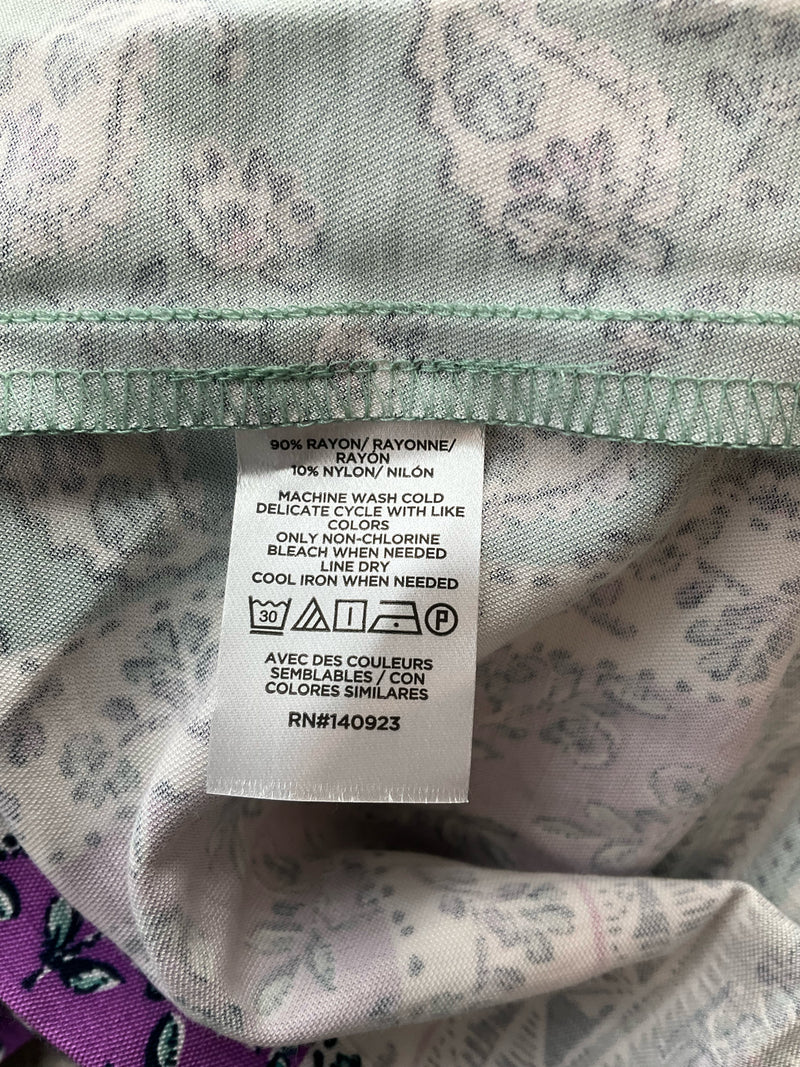 90% RAYON/ RAYONNE/
RAYÓN
10% NYLON/ NILÓN
MACHINE WASH COLD
DELICATE CYCLE WITH LIKE
COLORS
ONLY NON-CHLORINE
BLEACH WHEN NEEDED
LINE DRY
COOL IRON WHEN NEEDED
30 P
AVEC DES COULEURS
SEMBLABLES / CON
COLORES SIMILARES
RN#140923